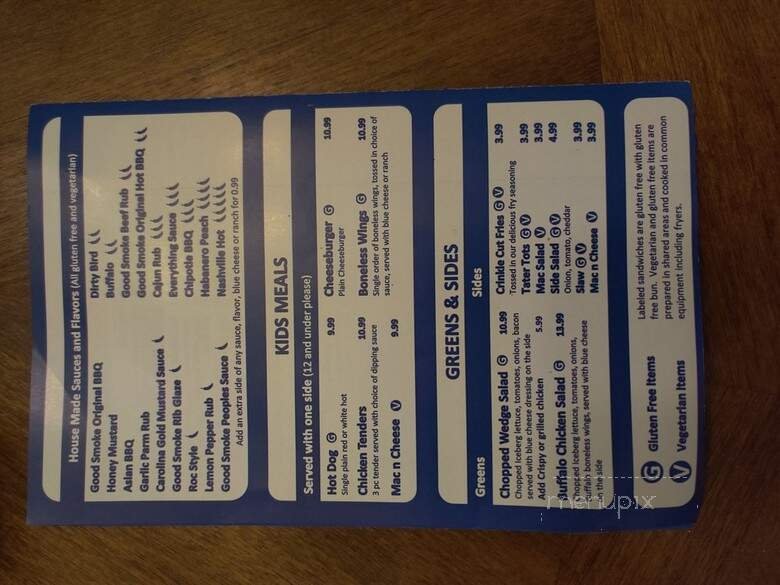 House Made Sauces and Flavors (All gluten free and vegetarian)
Good Smoke Original BBQ
Honey Mustard
Asian BBQ
Garlic Parm Rub
Carolina Gold Mustard Sauce
Good Smoke Rib Glaze
Roc Style
Lemon Pepper Rub
Good Smoke Peoples Sauce
Dirty Bird
Buffalo
Good Smoke Beef Rub
Good Smoke Original Hot BBQ
Cajun Rub
Everything Sauce
Chipotle BBQ
Habanero Peach
Nashville Hot
Add an extra side of any sauce, flavor, blue cheese or ranch for 0.99
KIDS MEALS
Served with one side (12 and under please)
Hot Dog G 9.99
Single plain red or white hot
Chicken Tenders 10.99
3 pc tender served with choice of dipping sauce
Mac n Cheese V 9.99
Cheeseburger G 10.99
Plain Cheeseburger
Boneless Wings G 10.99
Single order of boneless wings, tossed in choice of
sauce, served with blue cheese or ranch
GREENS & SIDES
Greens
Chopped Wedge Salad G 10.99
Chopped Iceberg lettuce, tomatoes, onions, bacon
served with blue cheese dressing on the side
Add Crispy or grilled chicken 5.99
Buffalo Chicken Salad G 13.99
Chopped Iceberg lettuce, tomatoes, onions,
Buffalo boneless wings, served with blue cheese
on the side
Sides
Crinkle Cut Fries G V 3.99
Tossed in our delicious fry seasoning
Tater Tots G V 3.99
Mac Salad V 3.99
Side Salad G V 4.99
Onion, tomato, cheddar
Slaw G V 3.99
Mac n Cheese V 3.99
G Gluten Free Items
V Vegetarian Items
Labeled sandwiches are gluten free with gluten
free bun. Vegetarian and gluten free items are
prepared in shared areas and cooked in common
equipment including fryers.
menupix